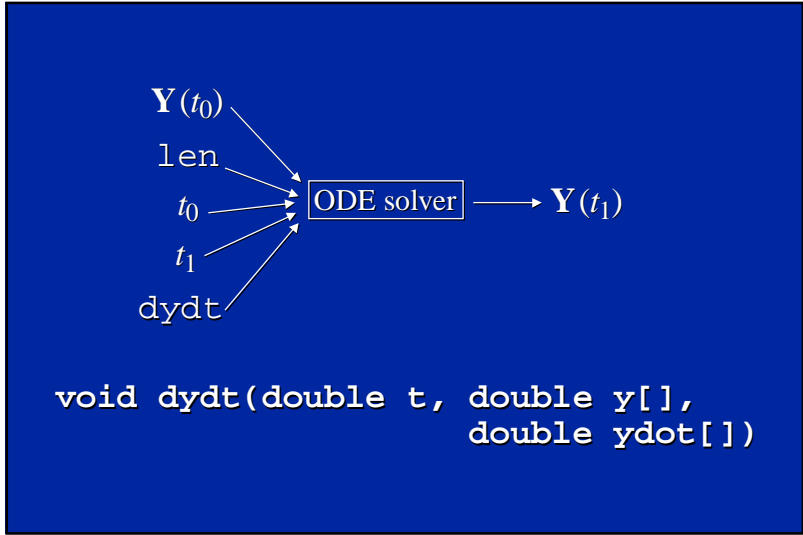 Y(t₀)
len
t₀
ODE solver
Y(t₁)
t₁
dydt
void dydt(double t, double y[],
double ydot[])